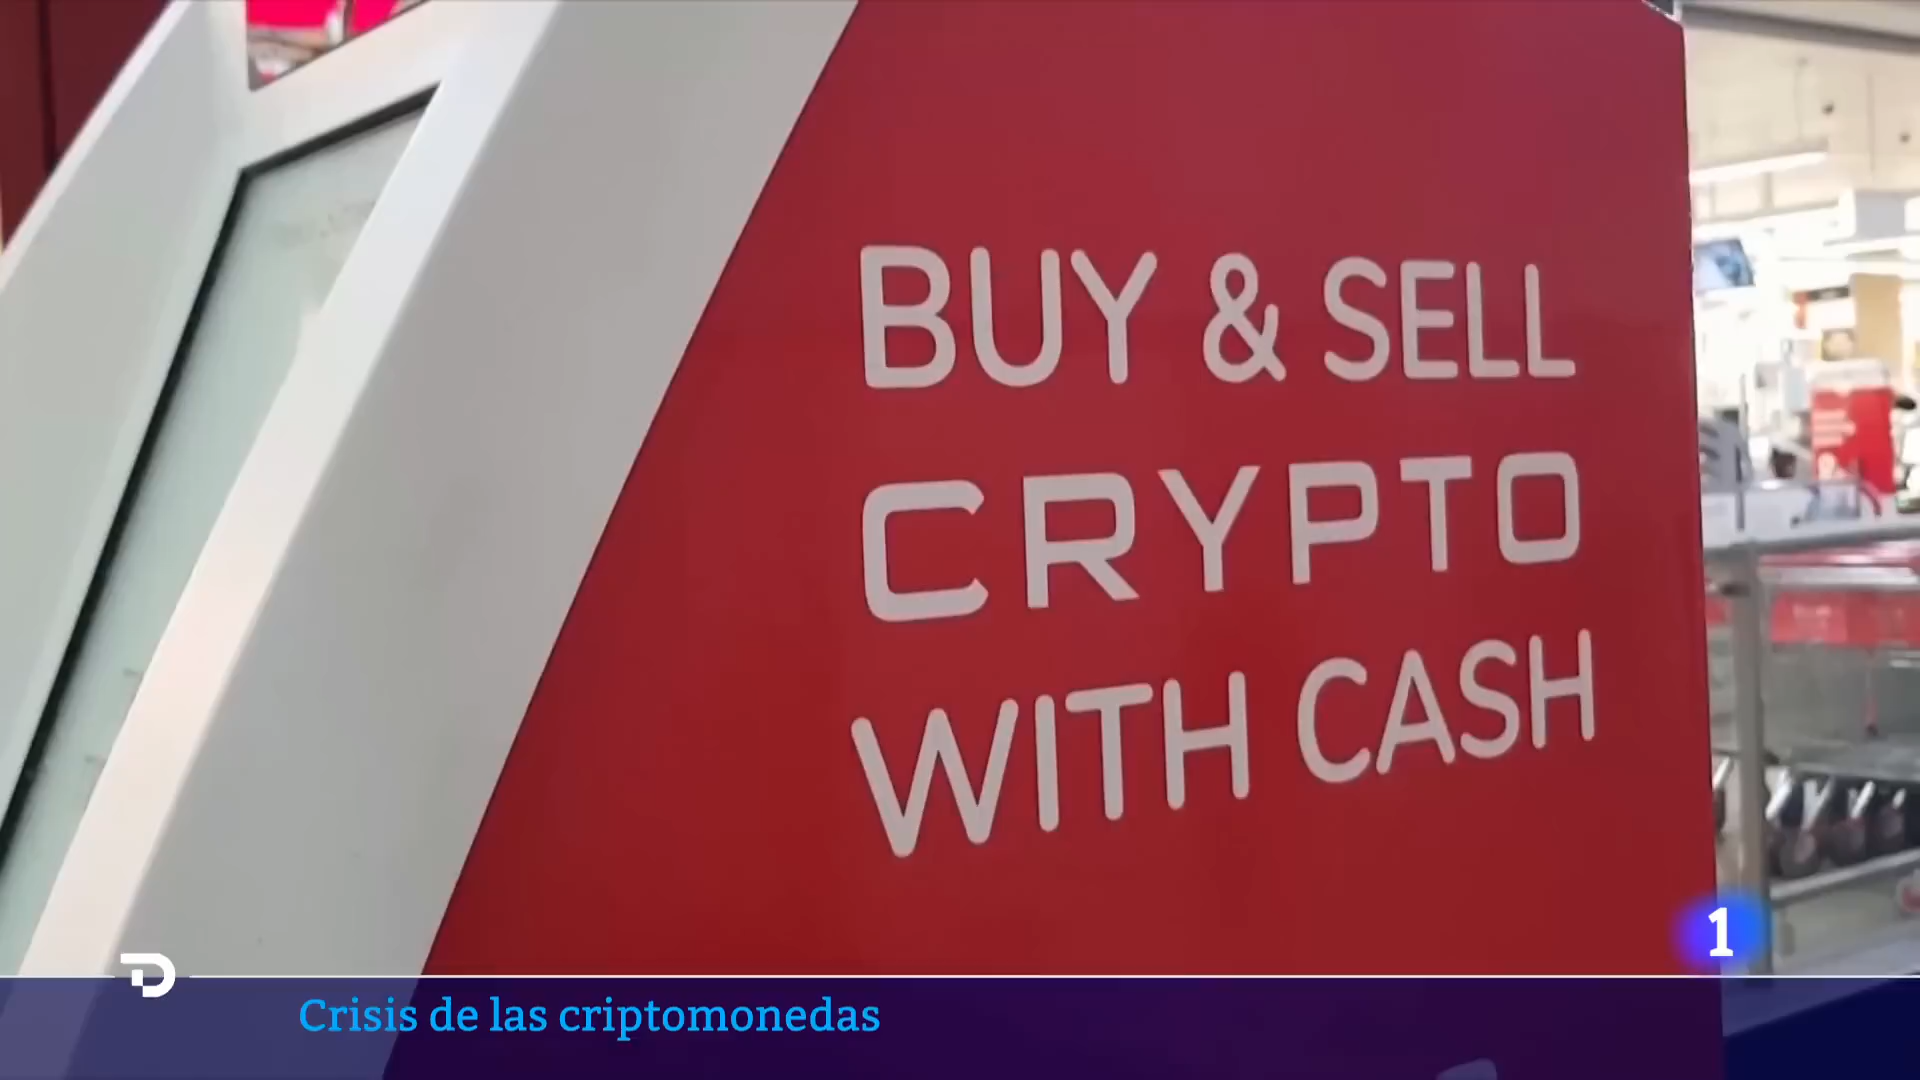 BUY & SELL
CRYPTO
WITH CASH
1
Crisis de las criptomonedas